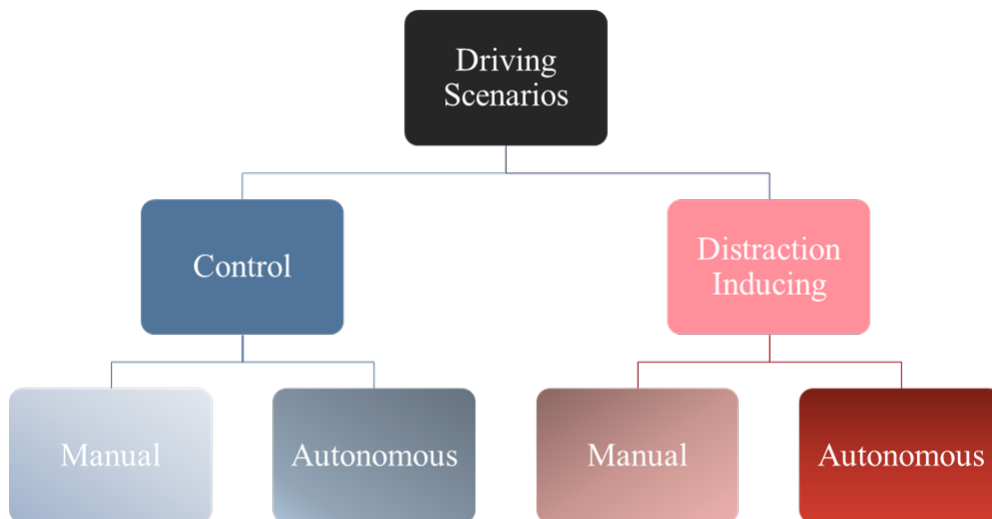 Driving
Scenarios
Control
Distraction
Inducing
Manual
Autonomous
Manual
Autonomous